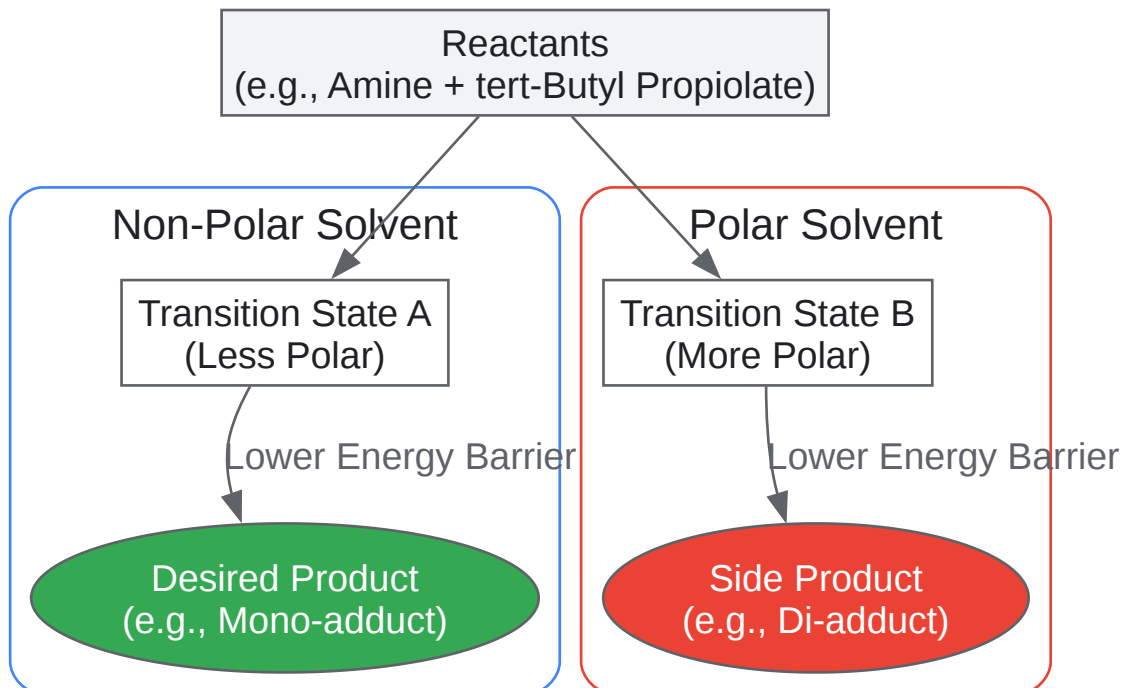 Reactants
(e.g., Amine + tert-Butyl Propiolate)
Non-Polar Solvent
Polar Solvent
Transition State A
(Less Polar)
Transition State B
(More Polar)
Lower Energy Barrier
Lower Energy Barrier
Desired Product
(e.g., Mono-adduct)
Side Product
(e.g., Di-adduct)